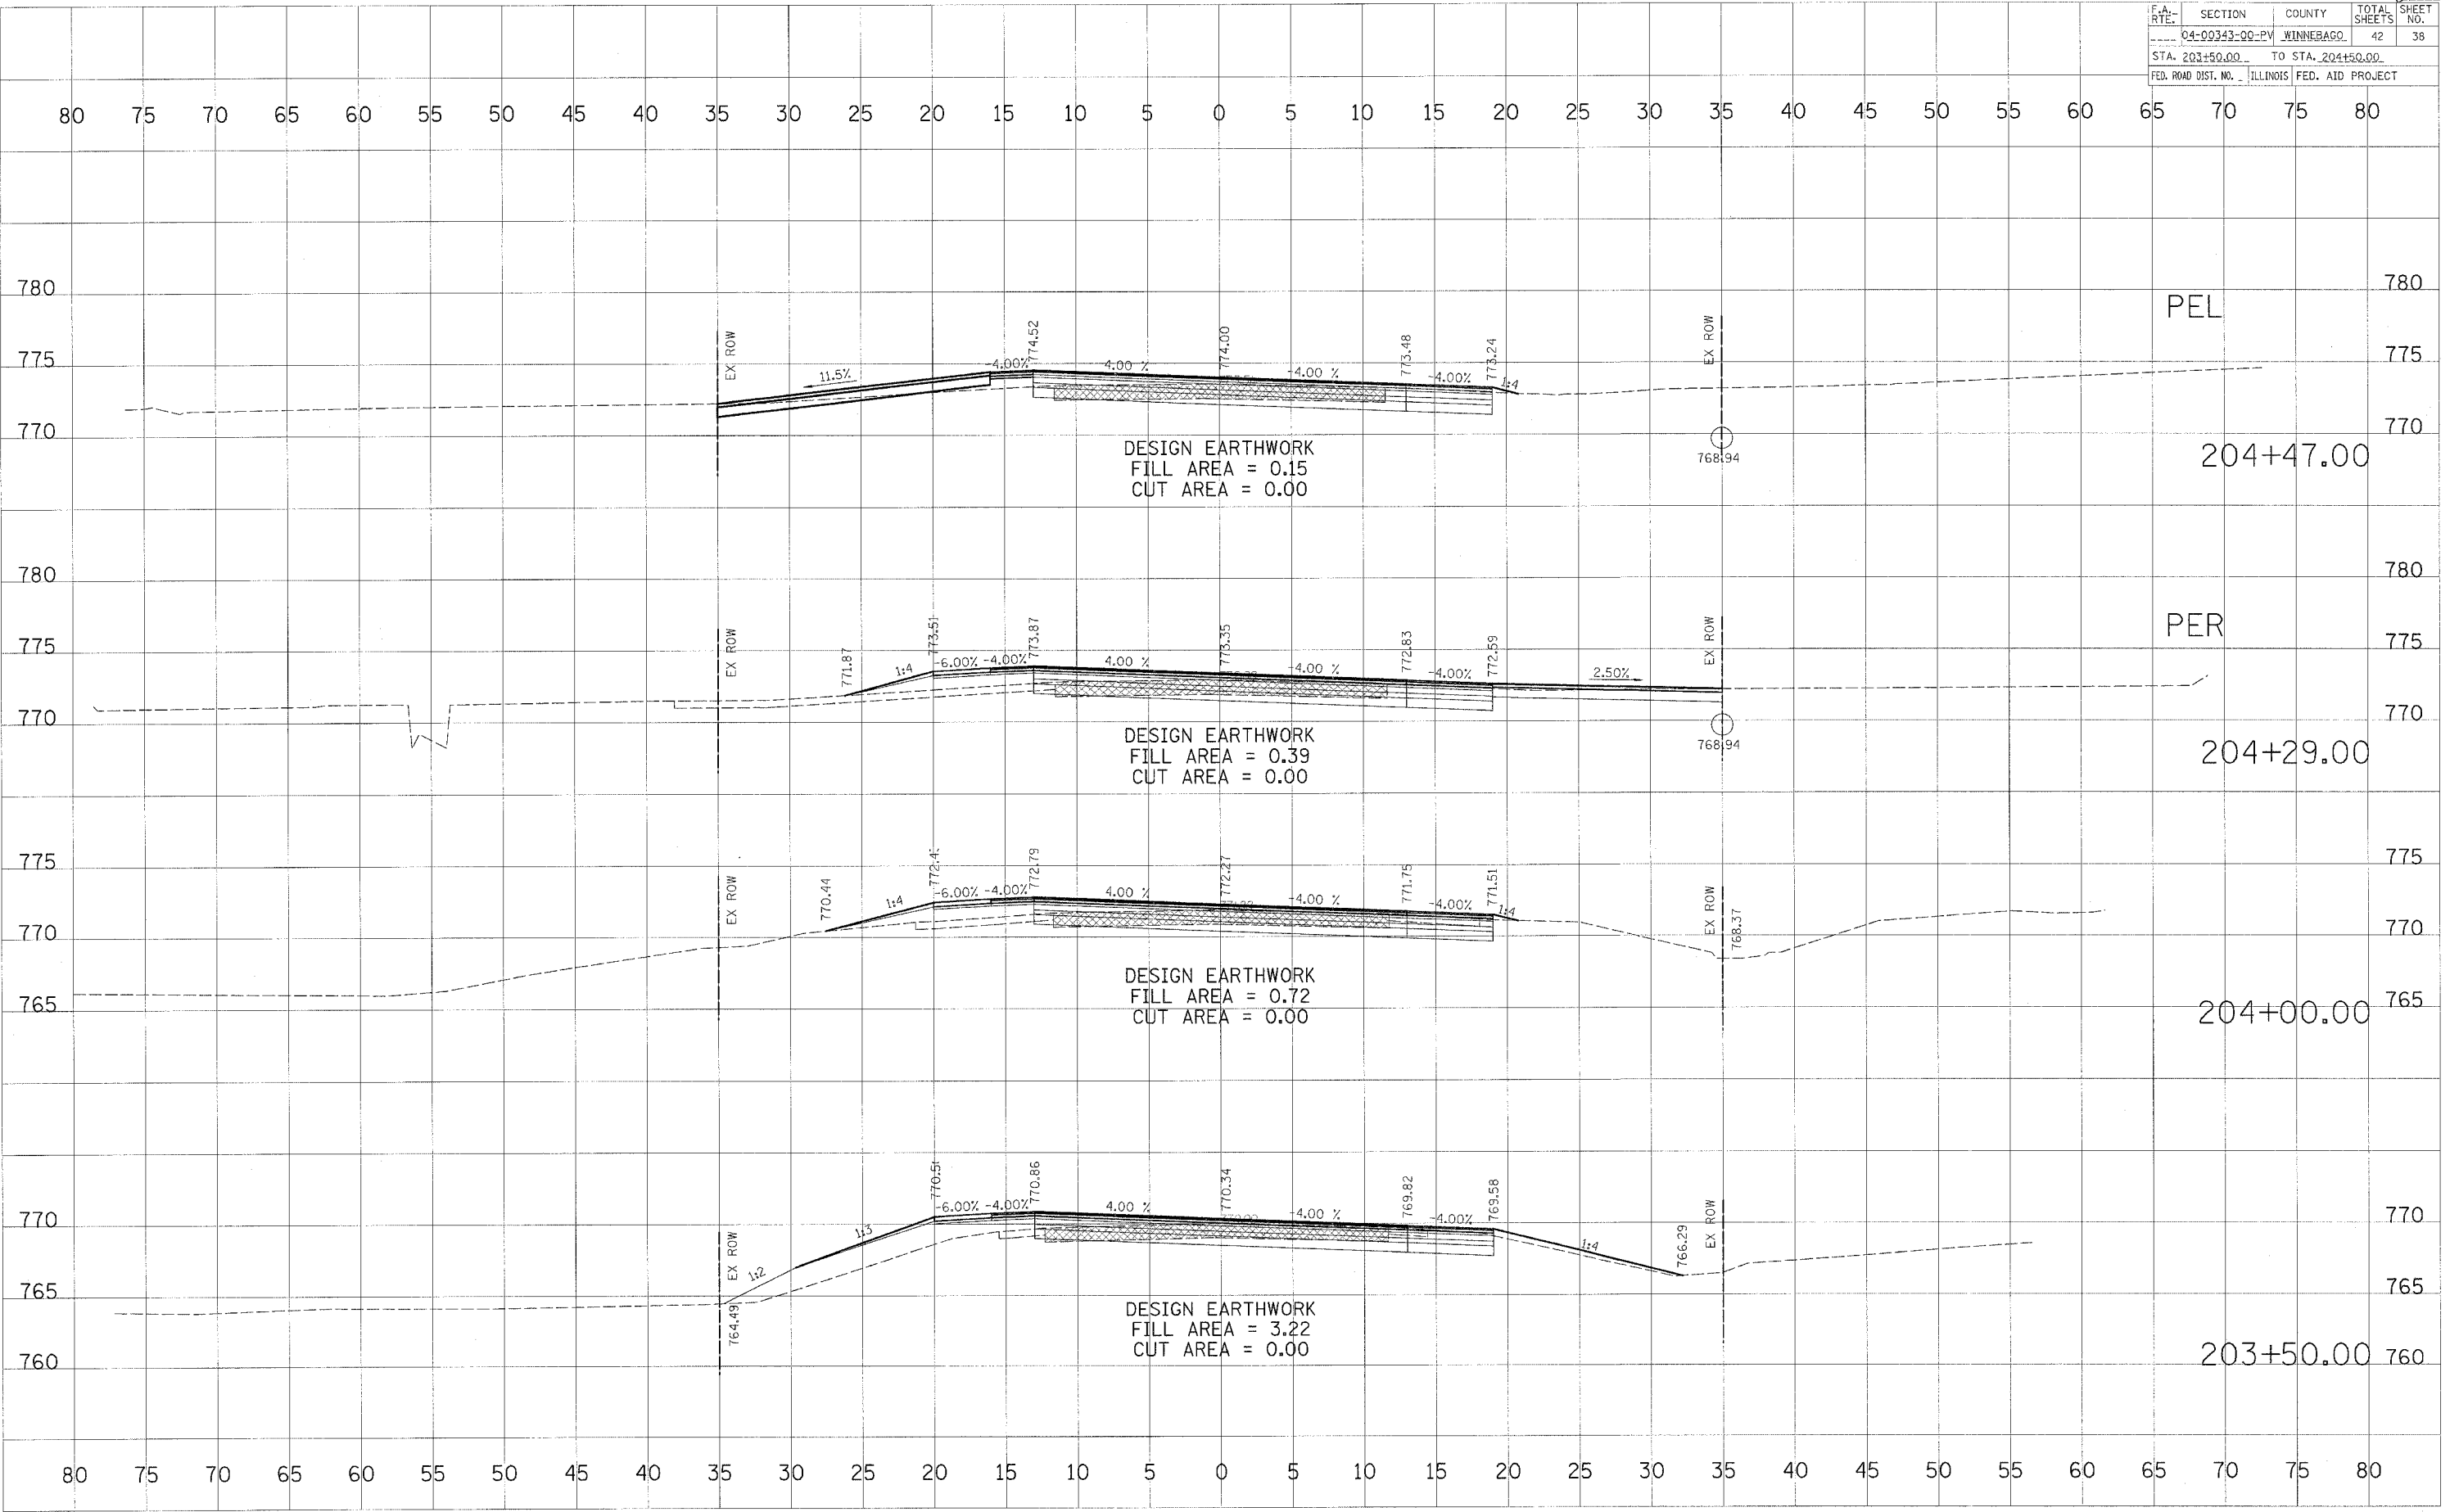 F.A. RTE. SECTION COUNTY TOTAL SHEETS SHEET NO.
04-00343-00-PV WINNEBAGO 42 38
STA. 203+50.00 TO STA. 204+50.00
FED. ROAD DIST. NO. ILLINOIS FED. AID PROJECT
80 75 70 65 60 55 50 45 40 35 30 25 20 15 10 5 0 5 10 15 20 25 30 35 40 45 50 55 60 65 70 75 80
780 780
PEL
EX ROW 774.52 774.00 773.48 773.24 EX ROW
775 775
11.5% -4.00% 4.00 % -4.00 % -4.00% 1:4
770 770
DESIGN EARTHWORK
FILL AREA = 0.15
CUT AREA = 0.00
768.94
204+47.00
780 780
PER
EX ROW 771.87 773.51 773.87 773.35 772.83 772.59 EX ROW
775 775
1:4 -6.00% -4.00% 4.00 % -4.00 % -4.00% 2.50%
770 770
DESIGN EARTHWORK
FILL AREA = 0.39
CUT AREA = 0.00
768.94
204+29.00
775 775
EX ROW 770.44 772.79 772.27 771.75 771.51 EX ROW 768.37
1:4 -6.00% -4.00% 4.00 % -4.00 % -4.00% 1:4
770 770
DESIGN EARTHWORK
FILL AREA = 0.72
CUT AREA = 0.00
765 765
204+00.00
770.86 770.34 769.82 769.58
770 770
-6.00% -4.00% 4.00 % -4.00 % -4.00%
EX ROW 1:2 1:3 1:4 766.29 EX ROW
765 765
764.49
DESIGN EARTHWORK
FILL AREA = 3.22
CUT AREA = 0.00
760 203+50.00 760
80 75 70 65 60 55 50 45 40 35 30 25 20 15 10 5 0 5 10 15 20 25 30 35 40 45 50 55 60 65 70 75 80